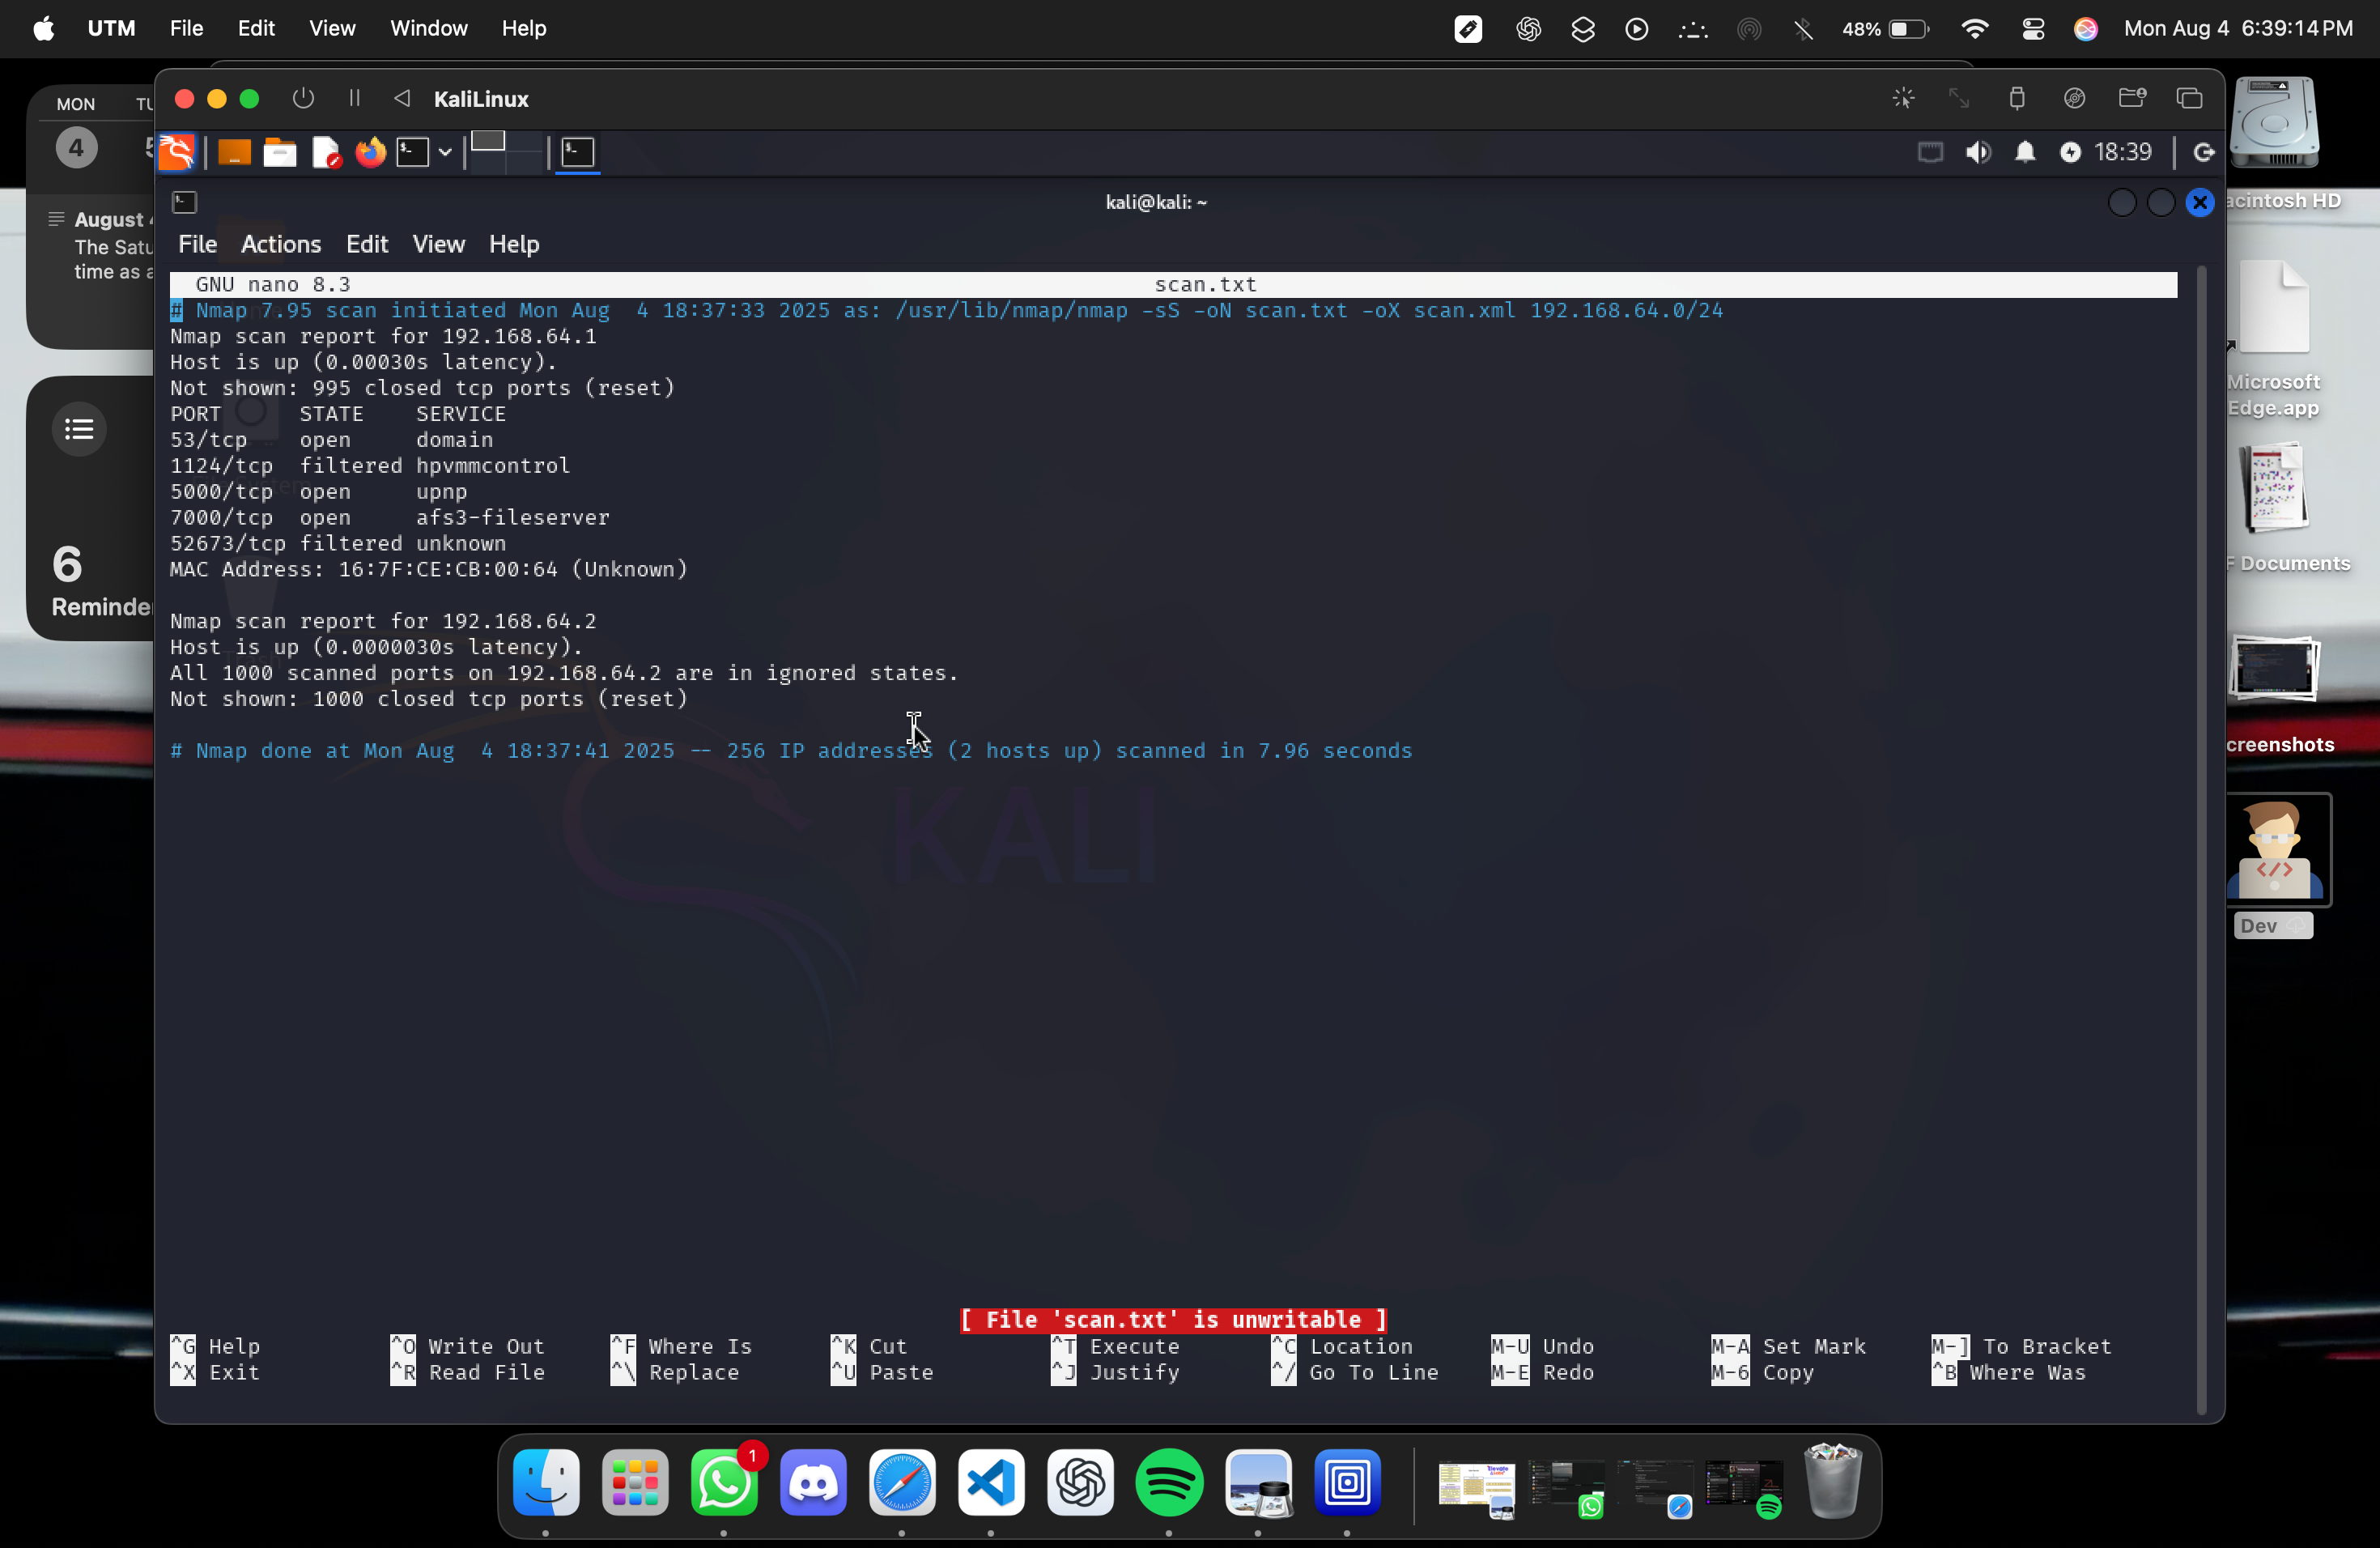 UTM File Edit View Window Help 48% Mon Aug 4 6:39:14 PM
MON
4
August
The Satu
time as a
6
Reminde
KaliLinux
18:39
kali@kali: ~
File Actions Edit View Help
GNU nano 8.3 scan.txt
# Nmap 7.95 scan initiated Mon Aug  4 18:37:33 2025 as: /usr/lib/nmap/nmap -sS -oN scan.txt -oX scan.xml 192.168.64.0/24
Nmap scan report for 192.168.64.1
Host is up (0.00030s latency).
Not shown: 995 closed tcp ports (reset)
PORT      STATE    SERVICE
53/tcp    open     domain
1124/tcp  filtered hpvmmcontrol
5000/tcp  open     upnp
7000/tcp  open     afs3-fileserver
52673/tcp filtered unknown
MAC Address: 16:7F:CE:CB:00:64 (Unknown)
Nmap scan report for 192.168.64.2
Host is up (0.0000030s latency).
All 1000 scanned ports on 192.168.64.2 are in ignored states.
Not shown: 1000 closed tcp ports (reset)
# Nmap done at Mon Aug  4 18:37:41 2025 -- 256 IP addresses (2 hosts up) scanned in 7.96 seconds
KALI
[ File 'scan.txt' is unwritable ]
^G Help ^O Write Out ^F Where Is ^K Cut ^T Execute ^C Location M-U Undo M-A Set Mark M-] To Bracket
^X Exit ^R Read File ^\ Replace ^U Paste ^J Justify ^/ Go To Line M-E Redo M-6 Copy ^B Where Was
acintosh HD
Microsoft
Edge.app
F Documents
creenshots
Dev
1